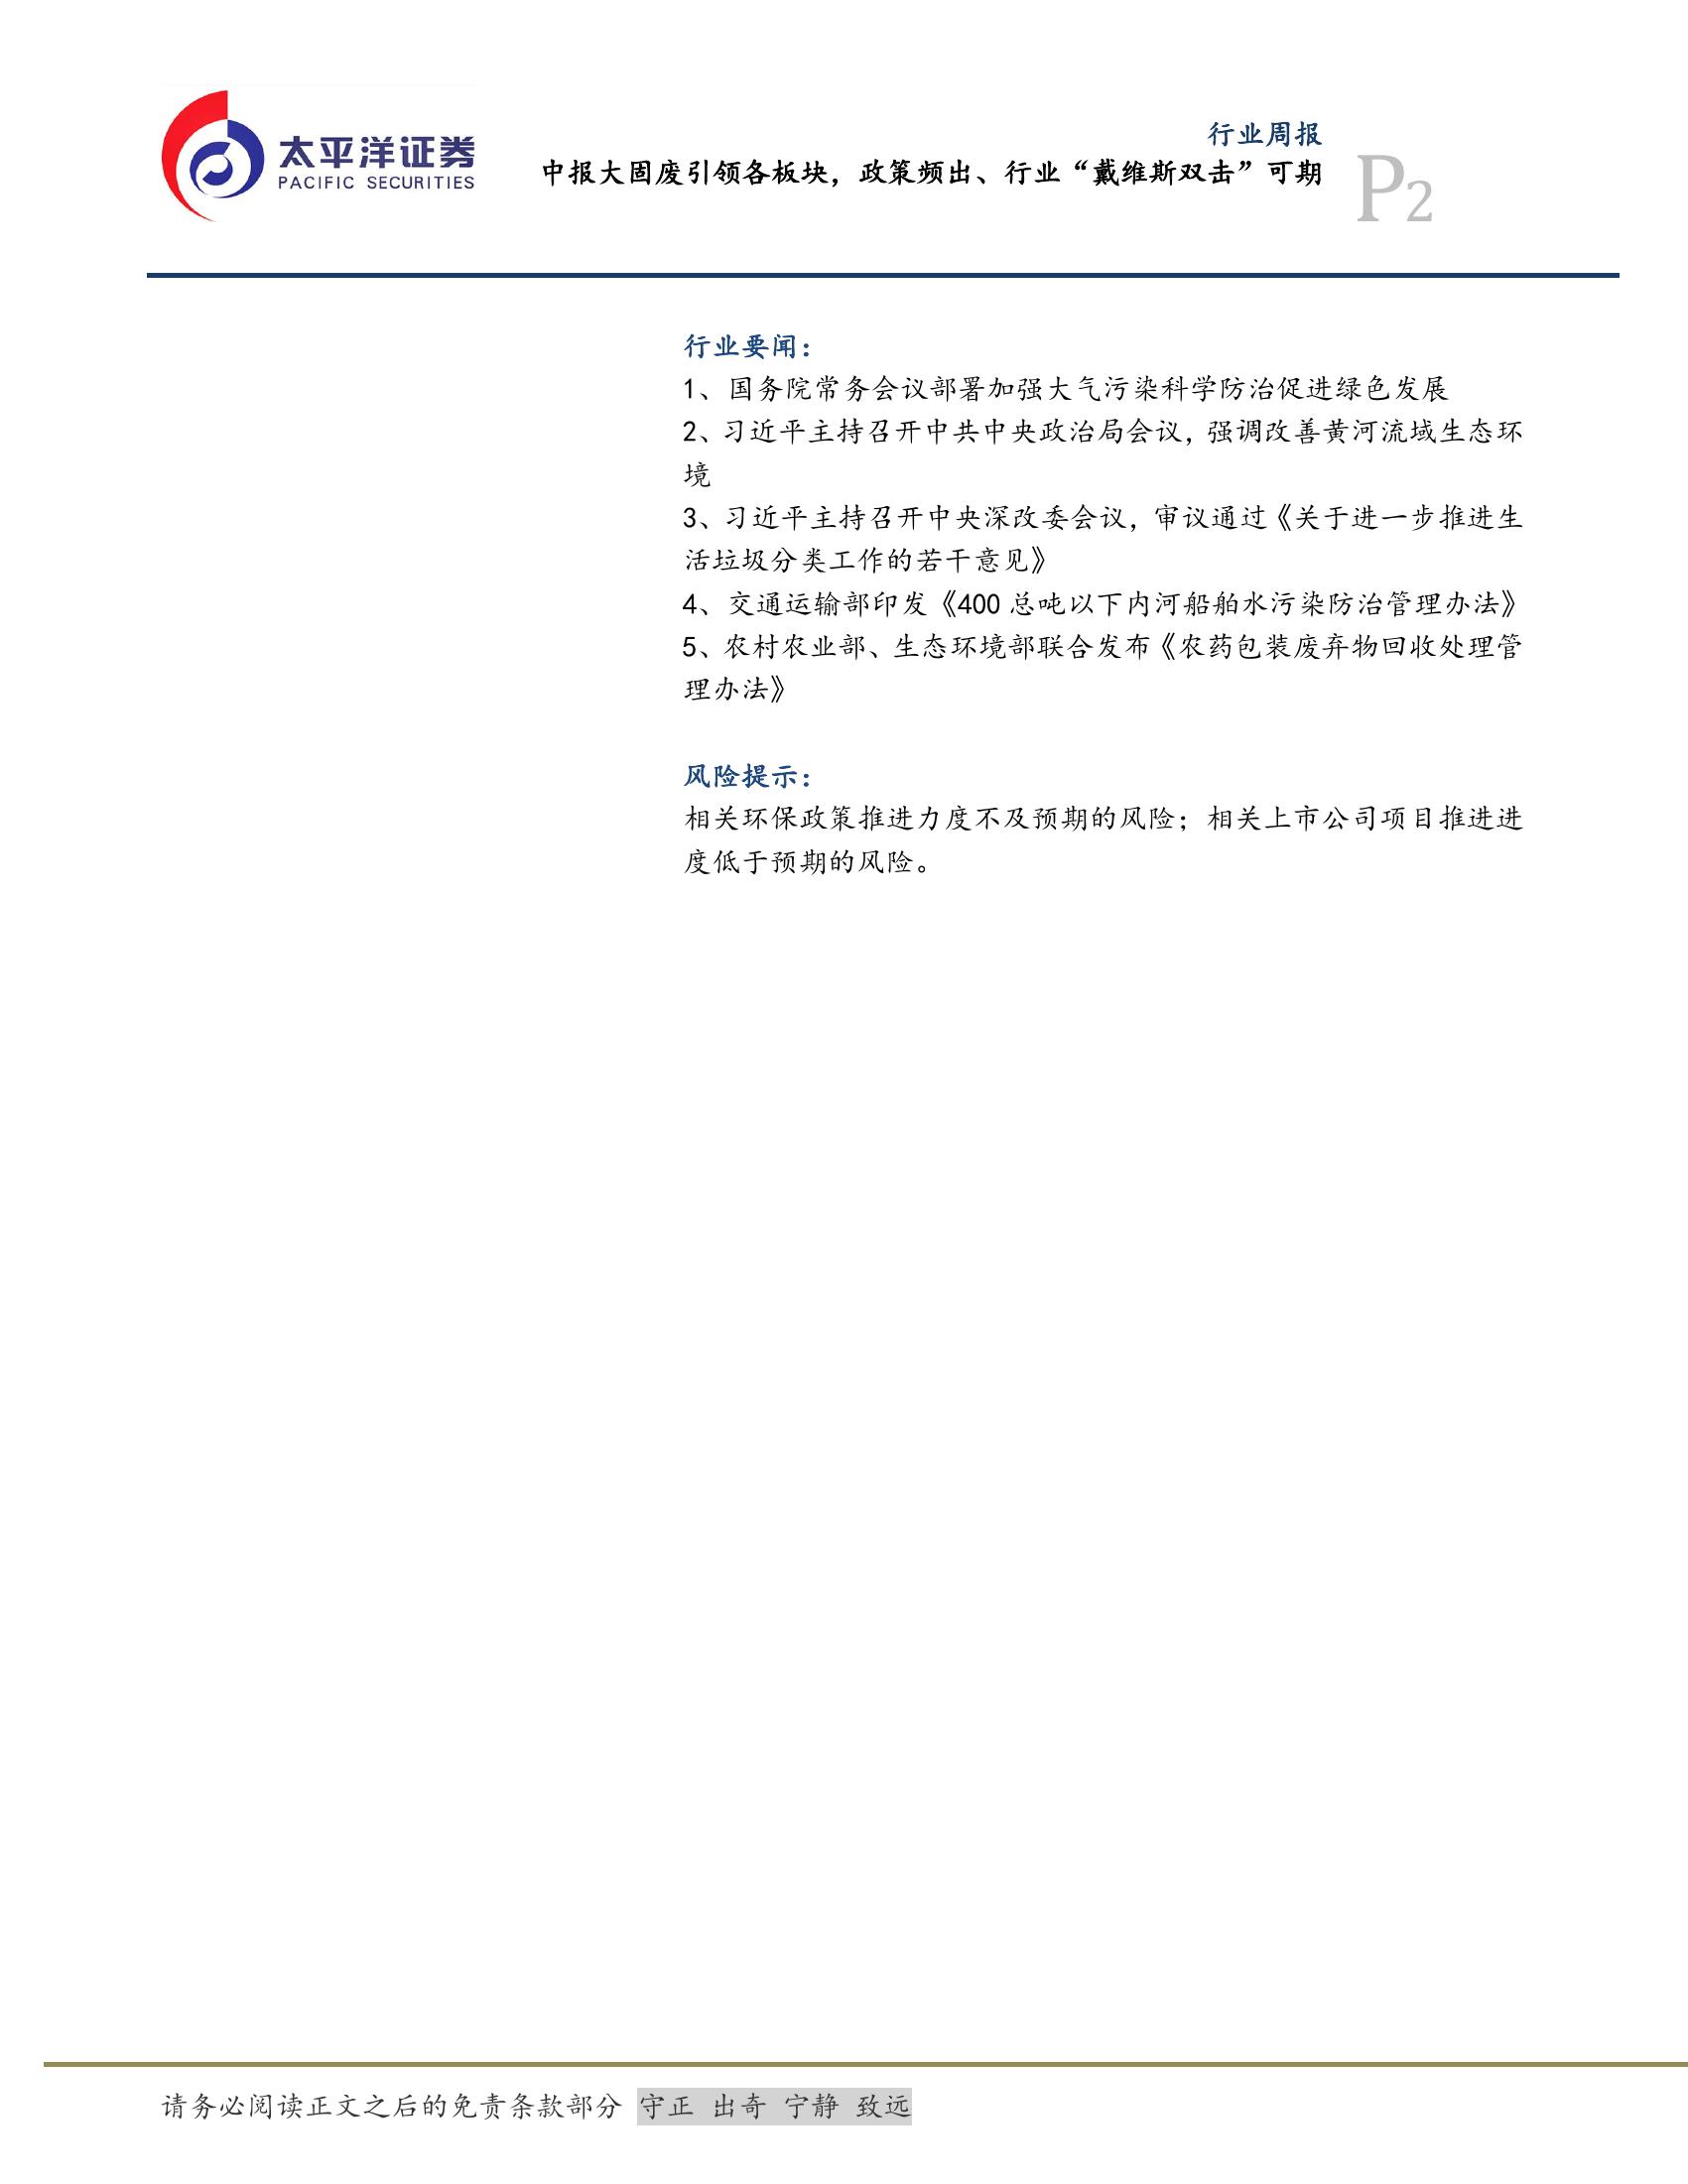 太平洋证券
PACIFIC SECURITIES
行业周报
中报大固废引领各板块，政策频出、行业“戴维斯双击”可期
P2
行业要闻：
1、国务院常务会议部署加强大气污染科学防治促进绿色发展
2、习近平主持召开中共中央政治局会议，强调改善黄河流域生态环
境
3、习近平主持召开中央深改委会议，审议通过《关于进一步推进生
活垃圾分类工作的若干意见》
4、交通运输部印发《400 总吨以下内河船舶水污染防治管理办法》
5、农村农业部、生态环境部联合发布《农药包装废弃物回收处理管
理办法》
风险提示：
相关环保政策推进力度不及预期的风险；相关上市公司项目推进进
度低于预期的风险。
请务必阅读正文之后的免责条款部分 守正 出奇 宁静 致远